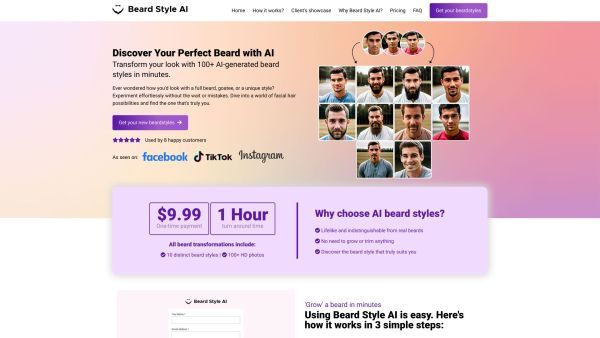 Beard Style AI
Home How it works? Client's showcase Why Beard Style AI? Pricing FAQ Get your beardstyles
Discover Your Perfect Beard with AI
Transform your look with 100+ AI-generated beard
styles in minutes.
Ever wondered how you'd look with a full beard, goatee, or a unique style?
Experiment effortlessly without the wait or mistakes. Dive into a world of facial hair
possibilities and find the one that's truly you.
Get your new beardstyles
Used by 8 happy customers
As seen on: facebook TikTok Instagram
$9.99
One time payment
1 Hour
turn around time
All beard transformations include:
10 distinct beard styles | 100+ HD photos
Why choose AI beard styles?
Lifelike and indistinguishable from real beards
No need to grow or trim anything
Discover the beard style that truly suits you
Beard Style AI
'Grow' a beard in minutes
Using Beard Style AI is easy. Here's
how it works in 3 simple steps: